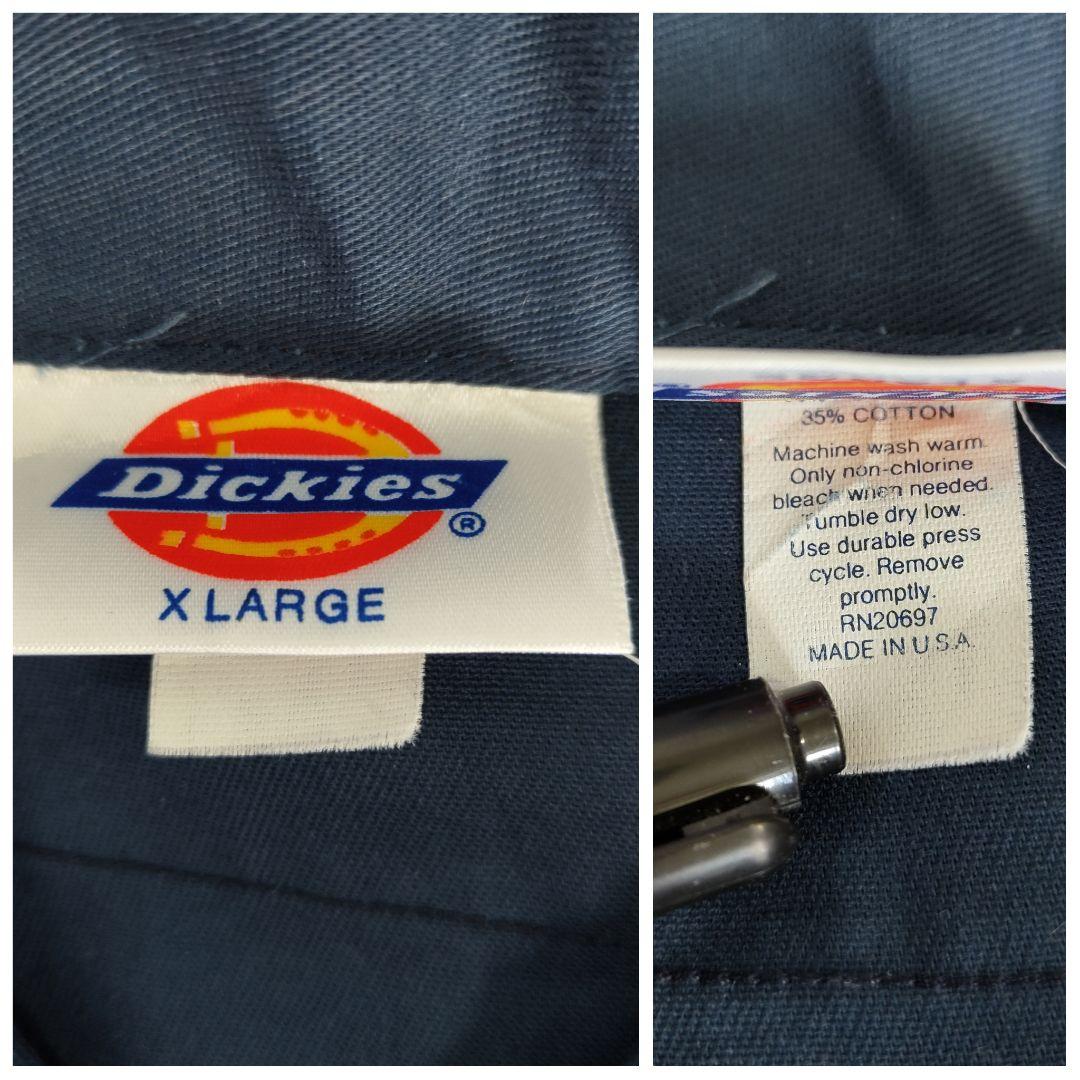 Dickies
®
X LARGE
35% COTTON
Machine wash warm.
Only non-chlorine
bleach when needed.
Tumble dry low.
Use durable press
cycle. Remove
promptly.
RN20697
MADE IN U.S.A.